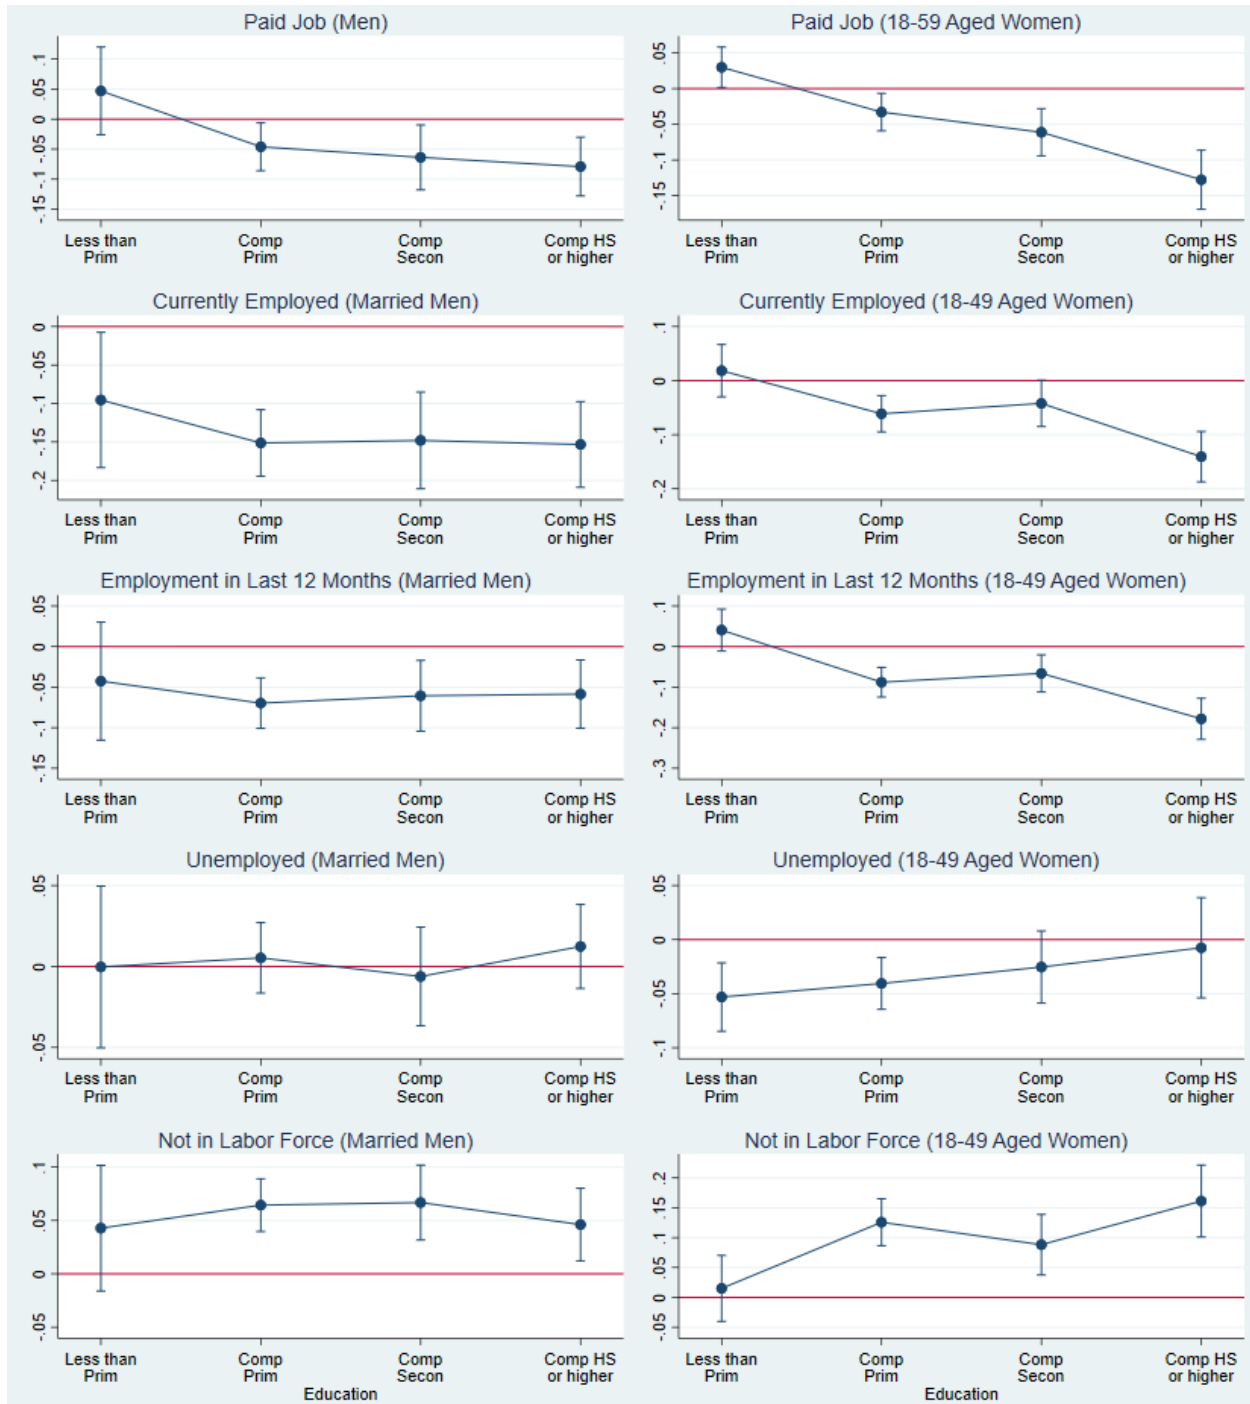 Paid Job (Men)
.1
.05
0
-.05
-.1
-.15
Less than
Prim
Comp
Prim
Comp
Secon
Comp HS
or higher
Paid Job (18-59 Aged Women)
.05
0
-.05
-.1
-.15
Less than
Prim
Comp
Prim
Comp
Secon
Comp HS
or higher
Currently Employed (Married Men)
0
-.05
-.1
-.15
-.2
Less than
Prim
Comp
Prim
Comp
Secon
Comp HS
or higher
Currently Employed (18-49 Aged Women)
.1
0
-.1
-.2
Less than
Prim
Comp
Prim
Comp
Secon
Comp HS
or higher
Employment in Last 12 Months (Married Men)
.05
0
-.05
-.1
-.15
Less than
Prim
Comp
Prim
Comp
Secon
Comp HS
or higher
Employment in Last 12 Months (18-49 Aged Women)
.1
0
-.1
-.2
-.3
Less than
Prim
Comp
Prim
Comp
Secon
Comp HS
or higher
Unemployed (Married Men)
.05
0
-.05
Less than
Prim
Comp
Prim
Comp
Secon
Comp HS
or higher
Unemployed (18-49 Aged Women)
.05
0
-.05
-.1
Less than
Prim
Comp
Prim
Comp
Secon
Comp HS
or higher
Not in Labor Force (Married Men)
.1
.05
0
-.05
Less than
Prim
Comp
Prim
Comp
Secon
Comp HS
or higher
Education
Not in Labor Force (18-49 Aged Women)
.2
.15
.1
.05
0
-.05
Less than
Prim
Comp
Prim
Comp
Secon
Comp HS
or higher
Education